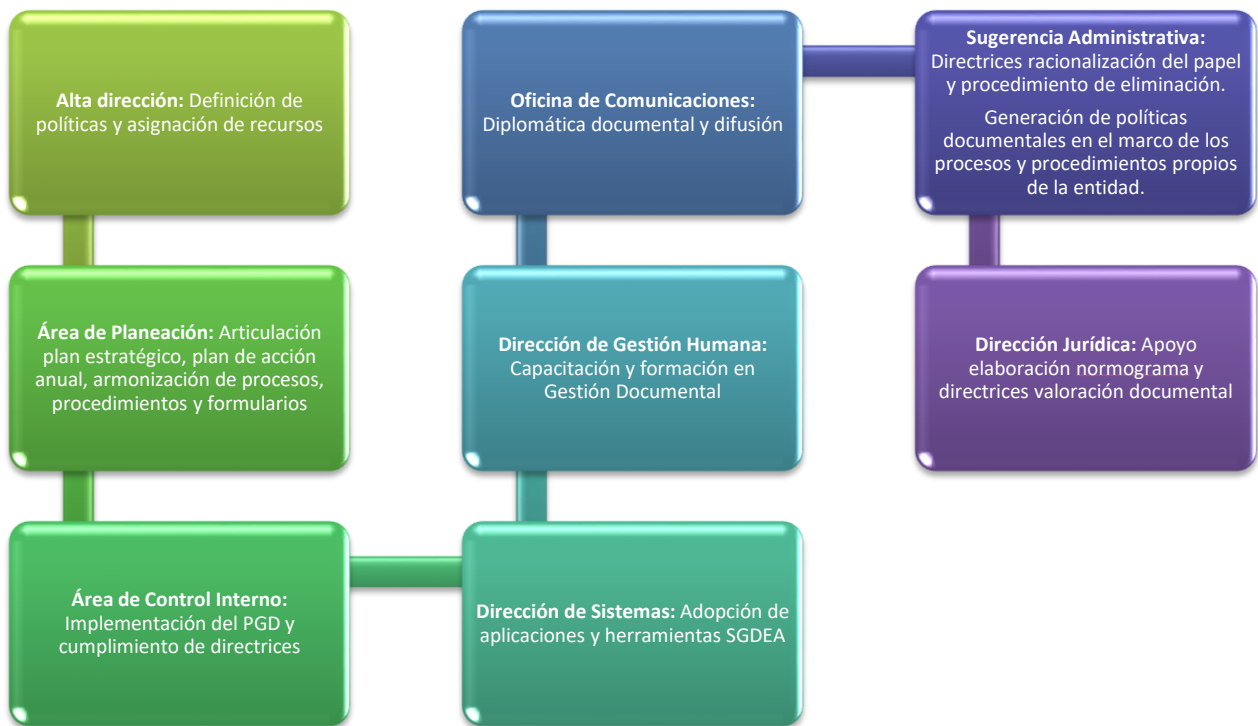 Alta dirección: Definición de
políticas y asignación de recursos
Área de Planeación: Articulación
plan estratégico, plan de acción
anual, armonización de procesos,
procedimientos y formularios
Área de Control Interno:
Implementación del PGD y
cumplimiento de directrices
Dirección de Sistemas: Adopción de
aplicaciones y herramientas SGDEA
Dirección de Gestión Humana:
Capacitación y formación en
Gestión Documental
Oficina de Comunicaciones:
Diplomática documental y difusión
Sugerencia Administrativa:
Directrices racionalización del papel
y procedimiento de eliminación.
Generación de políticas
documentales en el marco de los
procesos y procedimientos propios
de la entidad.
Dirección Jurídica: Apoyo
elaboración normograma y
directrices valoración documental